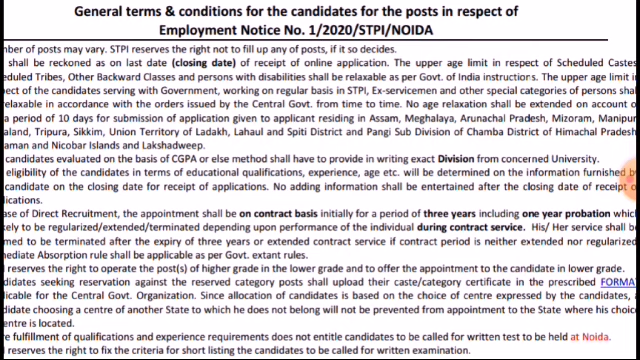 General terms & conditions for the candidates for the posts in respect of
Employment Notice No. 1/2020/STPI/NOIDA
nber of posts may vary. STPI reserves the right not to fill up any of posts, if it so decides.
shall be reckoned as on last date (closing date) of receipt of online application. The upper age limit in respect of Scheduled Castes
eduled Tribes, Other Backward Classes and persons with disabilities shall be relaxable as per Govt. of India instructions. The upper age limit i
ect of the candidates serving with Government, working on regular basis in STPI, Ex-servicemen and other special categories of persons shal
elaxable in accordance with the orders issued by the Central Govt. from time to time. No age relaxation shall be extended on account o
a period of 10 days for submission of application given to applicant residing in Assam, Meghalaya, Arunachal Pradesh, Mizoram, Manipur
aland, Tripura, Sikkim, Union Territory of Ladakh, Lahaul and Spiti District and Pangi Sub Division of Chamba District of Himachal Pradesh
aman and Nicobar Islands and Lakshadweep.
candidates evaluated on the basis of CGPA or else method shall have to provide in writing exact Division from concerned University.
eligibility of the candidates in terms of educational qualifications, experience, age etc. will be determined on the information furnished b
candidate on the closing date for receipt of applications. No adding information shall be entertained after the closing date of receipt o
lications.
ase of Direct Recruitment, the appointment shall be on contract basis initially for a period of three years including one year probation whic
ely to be regularized/extended/terminated depending upon performance of the individual during contract service. His/ Her service shall b
med to be terminated after the expiry of three years or extended contract service if contract period is neither extended nor regularized
nediate Absorption rule shall be applicable as per Govt. extant rules.
reserves the right to operate the post(s) of higher grade in the lower grade and to offer the appointment to the candidate in lower grade.
didates seeking reservation against the reserved category posts shall upload their caste/category certificate in the prescribed FORMA
licable for the Central Govt. Organization. Since allocation of candidates is based on the choice of centre expressed by the candidates,
didate choosing a centre of another State to which he does not belong will not be prevented from appointment to the State where his choic
entre is located.
e fulfillment of qualifications and experience requirements does not entitle candidates to be called for written test to be held at Noida.
reserves the right to fix the criteria for short listing the candidates to be called for written examination.